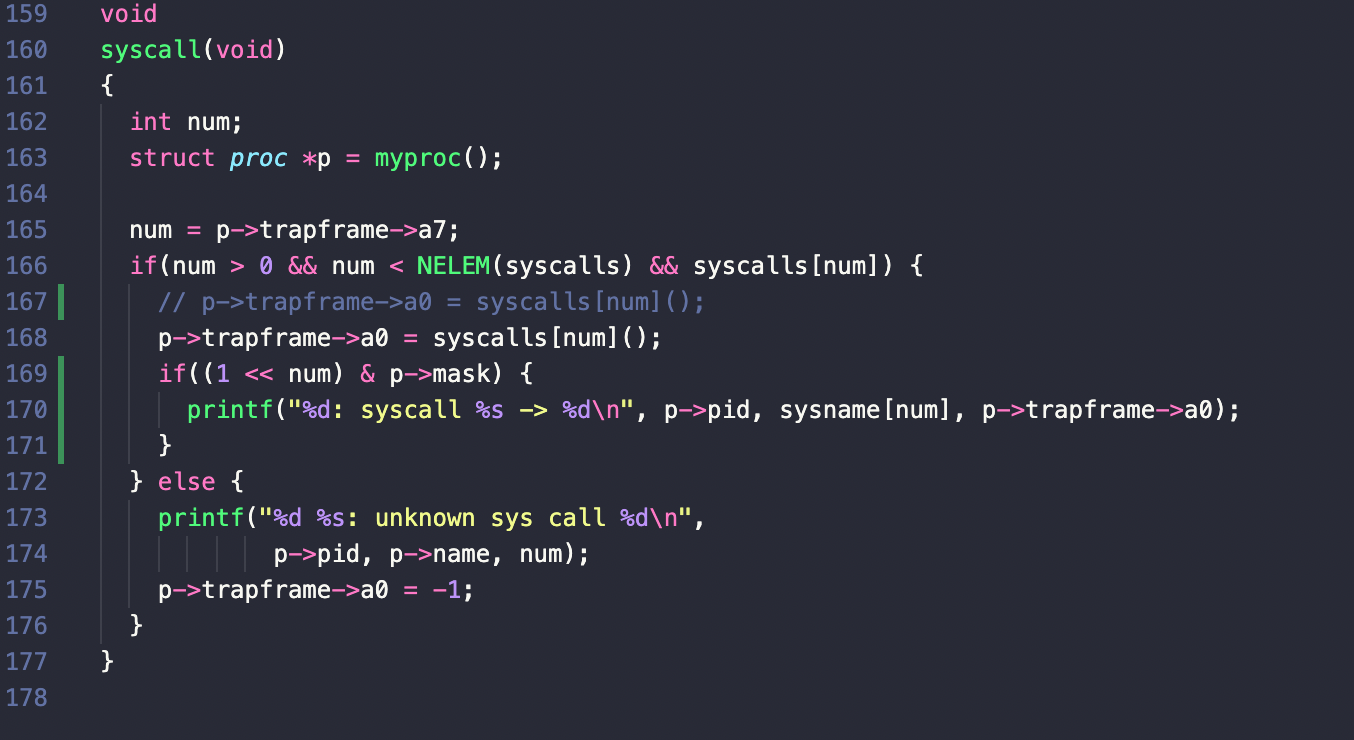 159 void
160 syscall(void)
161 {
162   int num;
163   struct proc *p = myproc();
164
165   num = p->trapframe->a7;
166   if(num > 0 && num < NELEM(syscalls) && syscalls[num]) {
167     // p->trapframe->a0 = syscalls[num]();
168     p->trapframe->a0 = syscalls[num]();
169     if((1 << num) & p->mask) {
170       printf("%d: syscall %s -> %d\n", p->pid, sysname[num], p->trapframe->a0);
171     }
172   } else {
173     printf("%d %s: unknown sys call %d\n",
174             p->pid, p->name, num);
175     p->trapframe->a0 = -1;
176   }
177 }
178